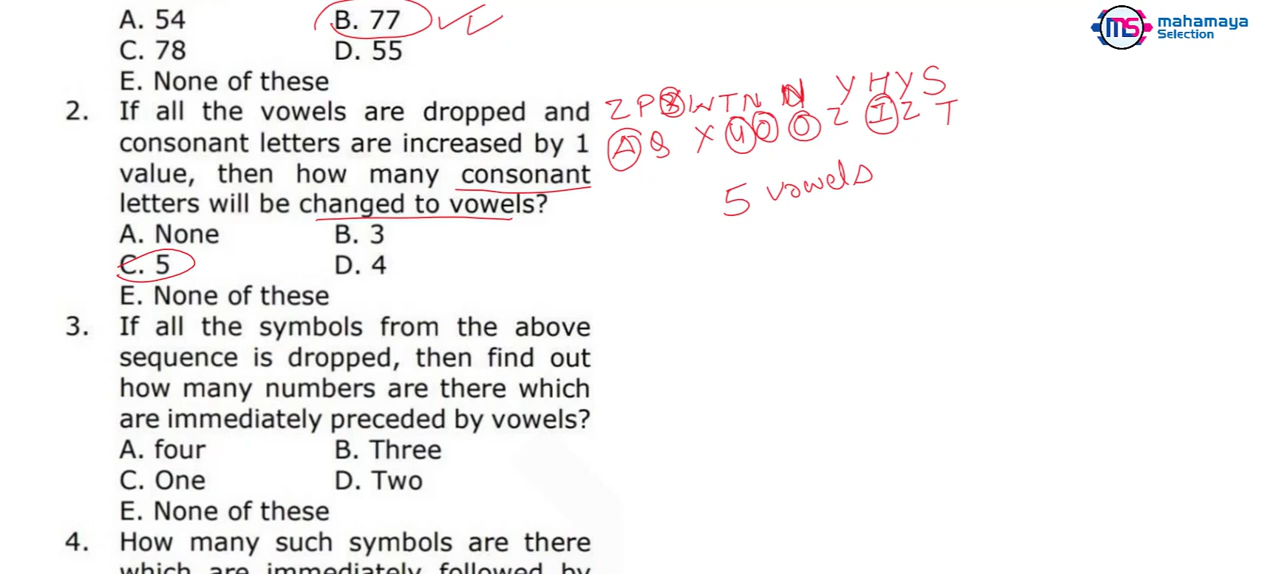 A. 54 B. 77
C. 78 D. 55
E. None of these
2. If all the vowels are dropped and
consonant letters are increased by 1
value, then how many consonant
letters will be changed to vowels?
A. None B. 3
C. 5 D. 4
E. None of these
3. If all the symbols from the above
sequence is dropped, then find out
how many numbers are there which
are immediately preceded by vowels?
A. four B. Three
C. One D. Two
E. None of these
4. How many such symbols are there
which are immediately followed by
Z P W T N N Y H Y S
A Q X U O O Z I Z T
5 vowels
MS mahamaya
Selection